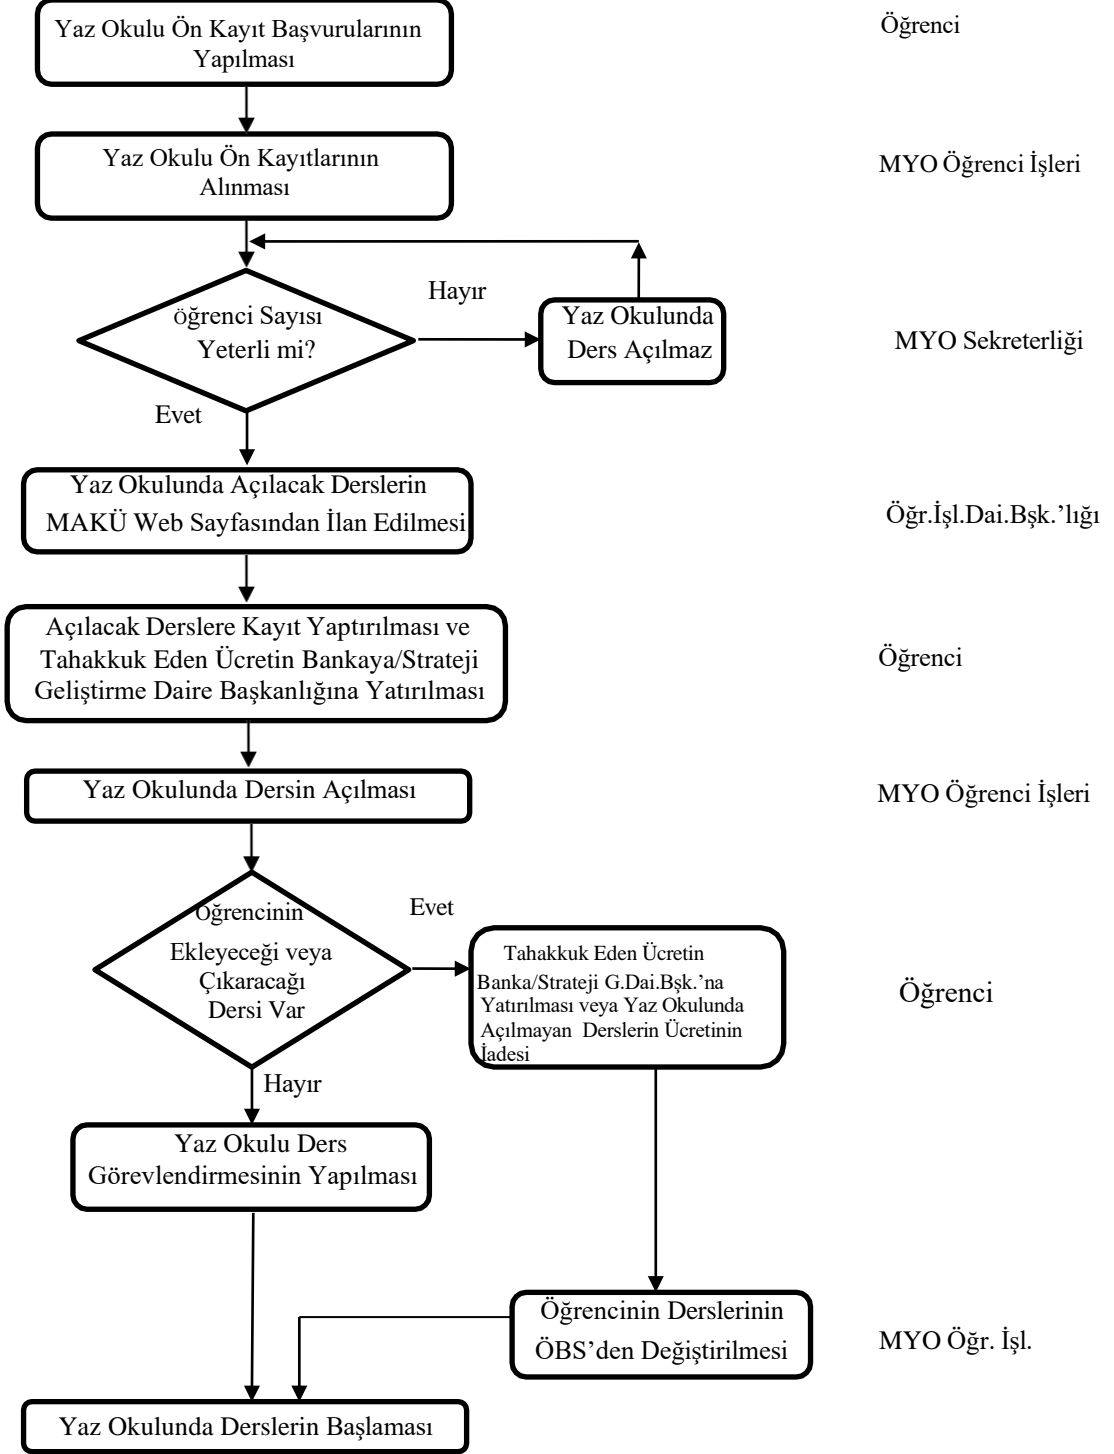 Yaz Okulu Ön Kayıt Başvurularının
Yapılması
Öğrenci
Yaz Okulu Ön Kayıtlarının
Alınması
MYO Öğrenci İşleri
Hayır
öğrenci Sayısı
Yeterli mi?
Yaz Okulunda
Ders Açılmaz
MYO Sekreterliği
Evet
Yaz Okulunda Açılacak Derslerin
MAKÜ Web Sayfasından İlan Edilmesi
Öğr.İşl.Dai.Bşk.’lığı
Açılacak Derslere Kayıt Yaptırılması ve
Tahakkuk Eden Ücretin Bankaya/Strateji
Geliştirme Daire Başkanlığına Yatırılması
Öğrenci
Yaz Okulunda Dersin Açılması
MYO Öğrenci İşleri
Öğrencinin
Ekleyeceği veya
Çıkaracağı
Dersi Var
Evet
Tahakkuk Eden Ücretin
Banka/Strateji G.Dai.Bşk.’na
Yatırılması veya Yaz Okulunda
Açılmayan Derslerin Ücretinin
İadesi
Öğrenci
Hayır
Yaz Okulu Ders
Görevlendirmesinin Yapılması
Öğrencinin Derslerinin
ÖBS’den Değiştirilmesi
MYO Öğr. İşl.
Yaz Okulunda Derslerin Başlaması